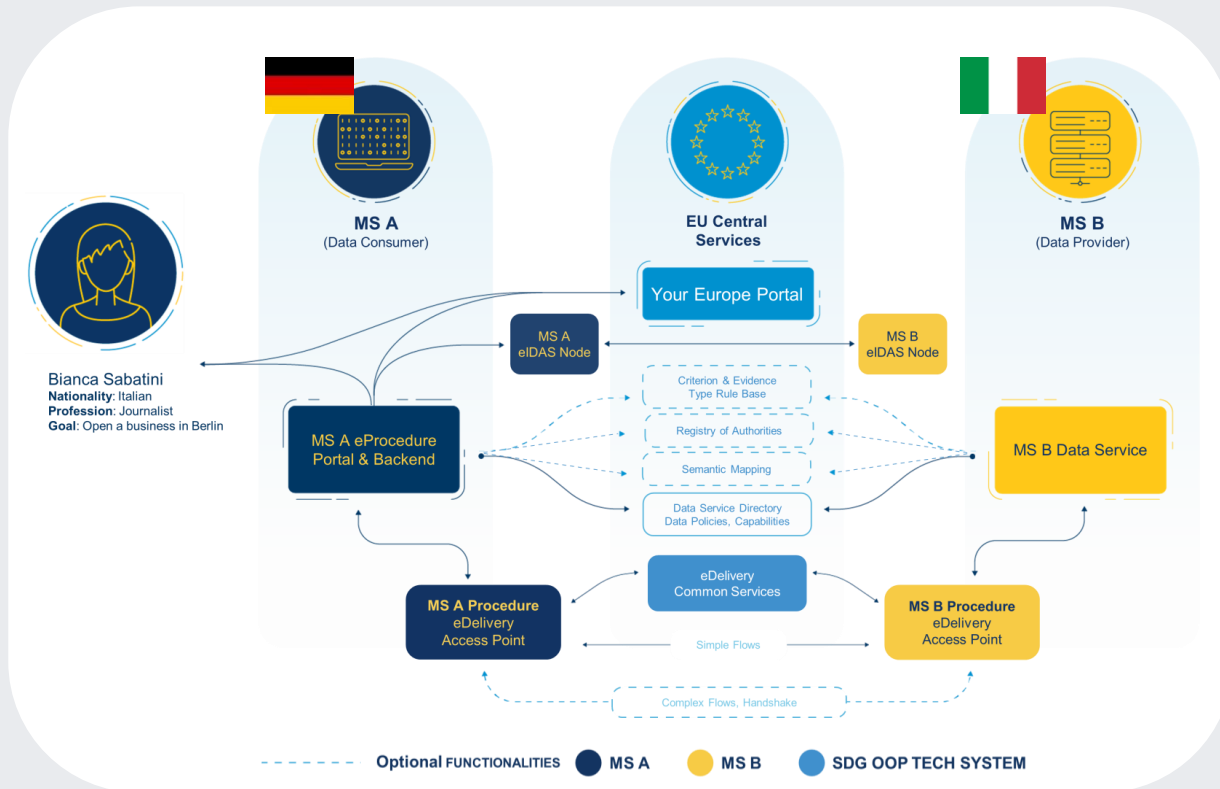 MS A
(Data Consumer)
EU Central
Services
MS B
(Data Provider)
Your Europe Portal
MS A
eIDAS Node
MS B
eIDAS Node
Bianca Sabatini
Nationality: Italian
Profession: Journalist
Goal: Open a business in Berlin
Criterion & Evidence
Type Rule Base
MS A eProcedure
Portal & Backend
Registry of Authorities
MS B Data Service
Semantic Mapping
Data Service Directory
Data Policies, Capabilities
eDelivery
Common Services
MS A Procedure
eDelivery
Access Point
MS B Procedure
eDelivery
Access Point
Simple Flows
Complex Flows, Handshake
Optional FUNCTIONALITIES
MS A
MS B
SDG OOP TECH SYSTEM